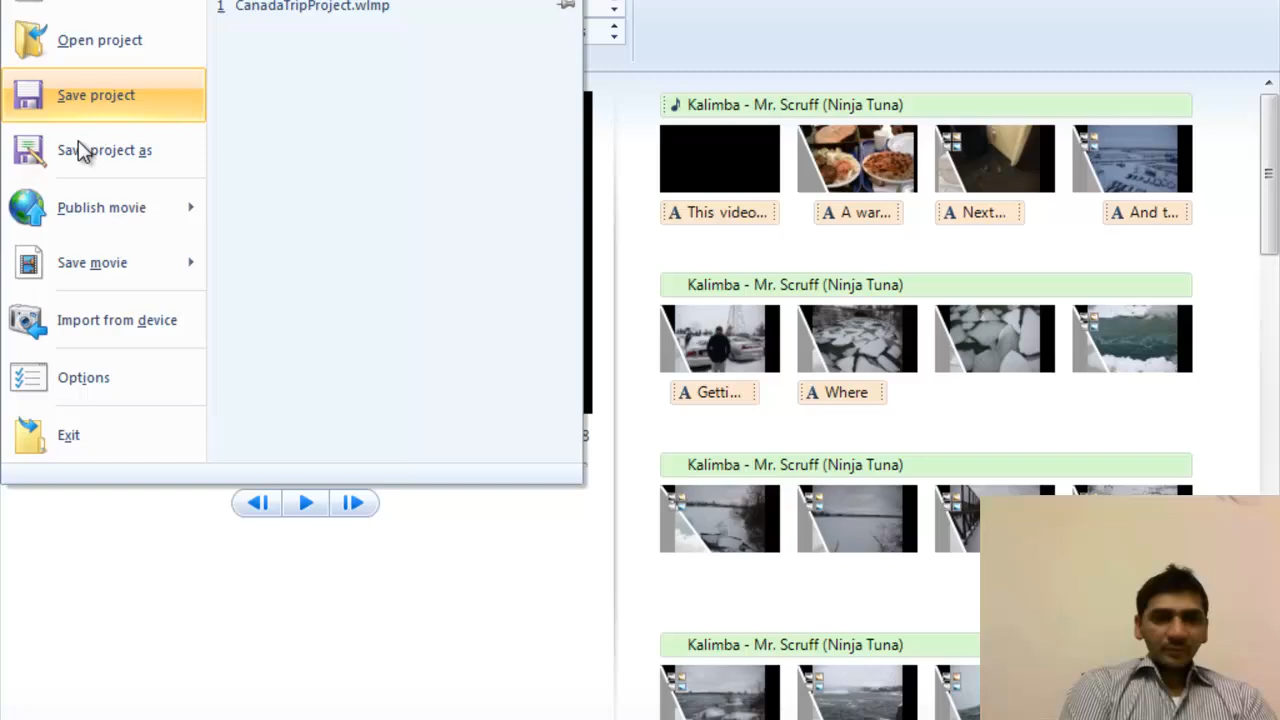 1 CanadaTripProject.wlmp
Open project
Save project
Save project as
Publish movie
Save movie
Import from device
Options
Exit
Kalimba - Mr. Scruff (Ninja Tuna)
A This video...
A A war...
A Next...
A And t...
Kalimba - Mr. Scruff (Ninja Tuna)
A Getti...
A Where
Kalimba - Mr. Scruff (Ninja Tuna)
Kalimba - Mr. Scruff (Ninja Tuna)